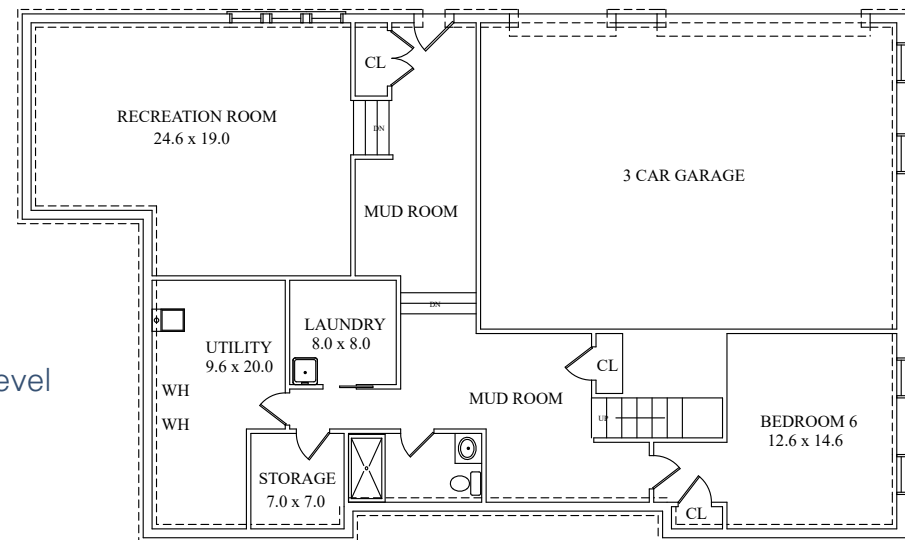 CL
RECREATION ROOM
24.6 x 19.0
DN
3 CAR GARAGE
MUD ROOM
DN
LAUNDRY
8.0 x 8.0
UTILITY
9.6 x 20.0
CL
evel
WH
MUD ROOM
UP
BEDROOM 6
12.6 x 14.6
WH
STORAGE
7.0 x 7.0
CL